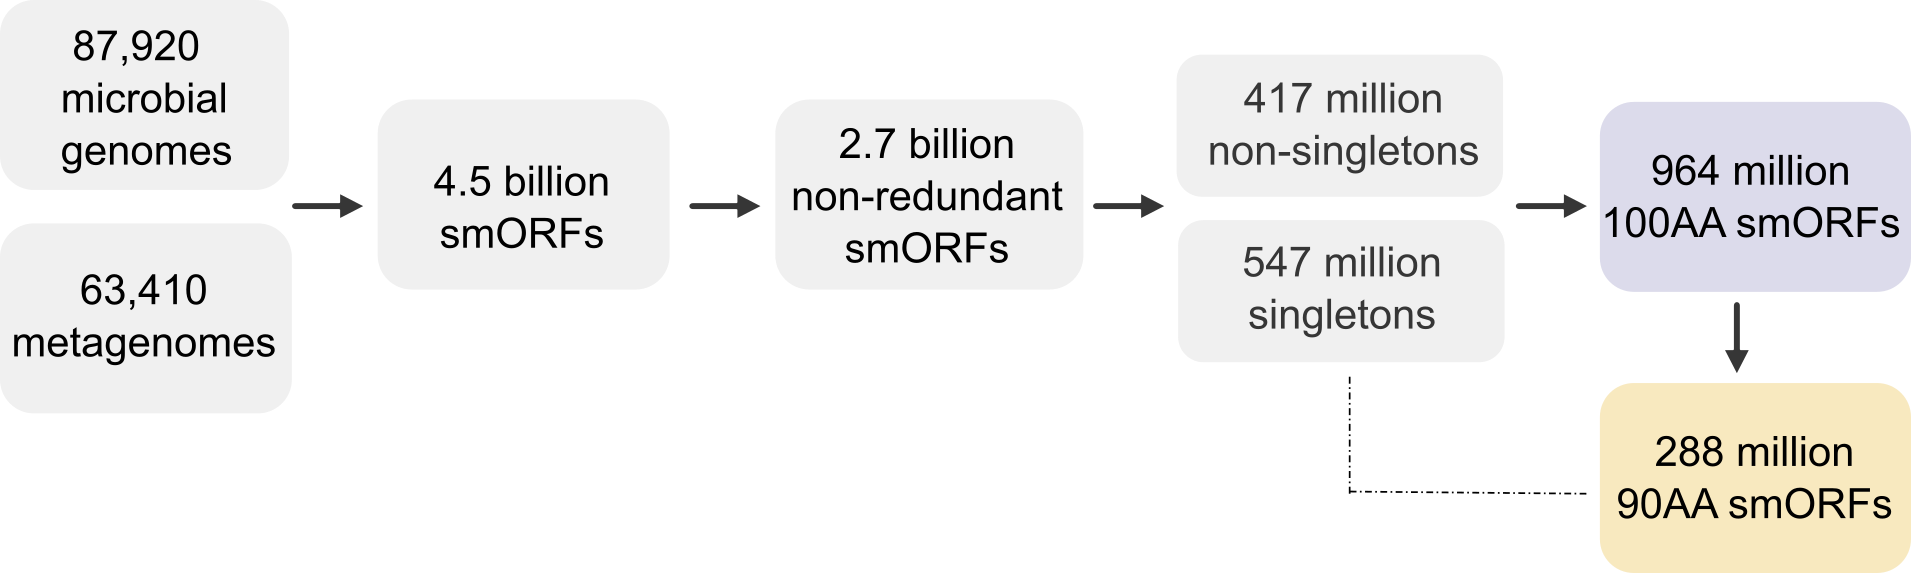 87,920
microbial
genomes
63,410
metagenomes
4.5 billion
smORFs
2.7 billion
non-redundant
smORFs
417 million
non-singletons
547 million
singletons
964 million
100AA smORFs
288 million
90AA smORFs